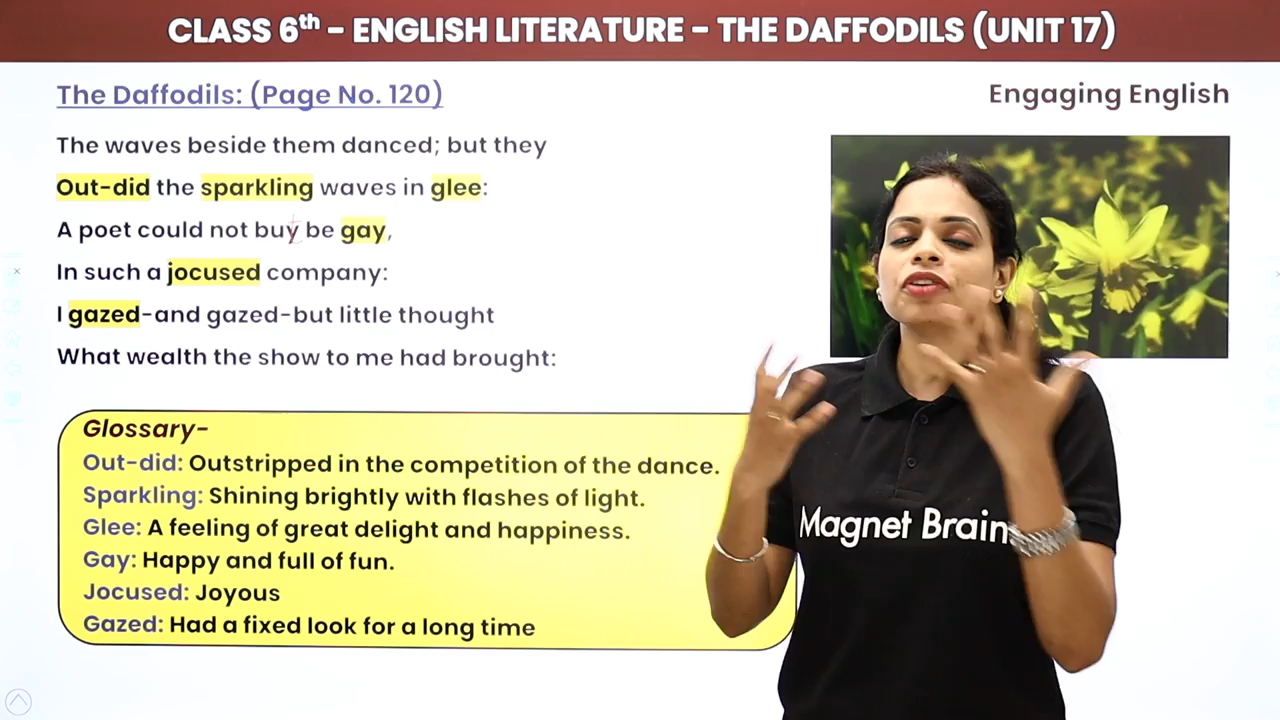 CLASS 6th – ENGLISH LITERATURE – THE DAFFODILS (UNIT 17)
The Daffodils: (Page No. 120)
Engaging English
The waves beside them danced; but they
Out-did the sparkling waves in glee:
A poet could not buy be gay,
In such a jocused company:
I gazed-and gazed-but little thought
What wealth the show to me had brought:
Glossary-
Out-did: Outstripped in the competition of the dance.
Sparkling: Shining brightly with flashes of light.
Glee: A feeling of great delight and happiness.
Gay: Happy and full of fun.
Jocused: Joyous
Gazed: Had a fixed look for a long time
Magnet Brain